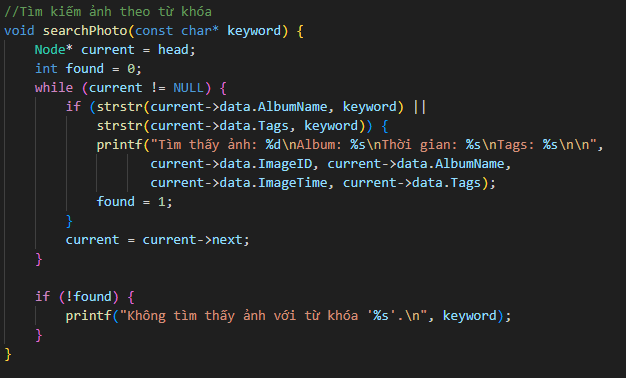 //Tìm kiếm ảnh theo từ khóa
void searchPhoto(const char* keyword) {
    Node* current = head;
    int found = 0;
    while (current != NULL) {
        if (strstr(current->data.AlbumName, keyword) ||
            strstr(current->data.Tags, keyword)) {
            printf("Tìm thấy ảnh: %d\nAlbum: %s\nThời gian: %s\nTags: %s\n\n",
                   current->data.ImageID, current->data.AlbumName,
                   current->data.ImageTime, current->data.Tags);
            found = 1;
        }
        current = current->next;
    }

    if (!found) {
        printf("Không tìm thấy ảnh với từ khóa '%s'.\n", keyword);
    }
}